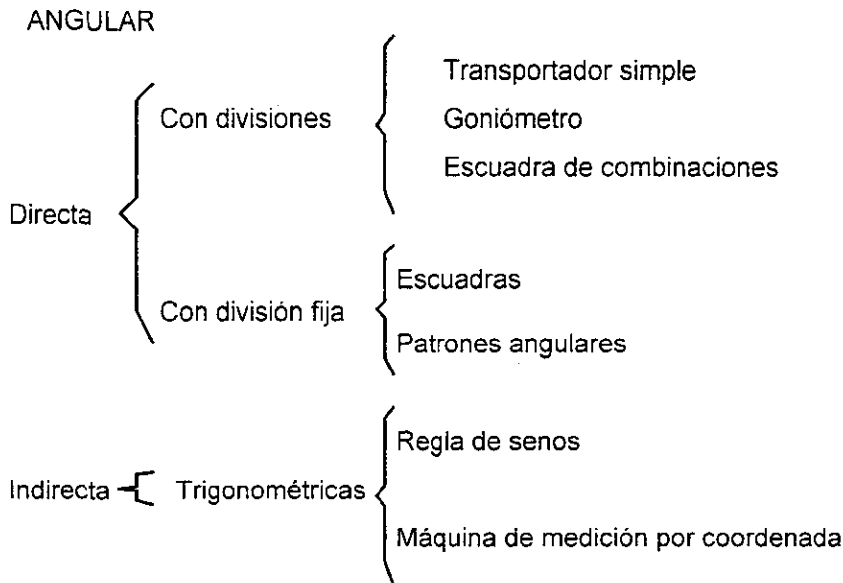 ANGULAR
Directa
Con divisiones
Transportador simple
Goniómetro
Escuadra de combinaciones
Con división fija
Escuadras
Patrones angulares
Indirecta
Trigonométricas
Regla de senos
Máquina de medición por coordenada